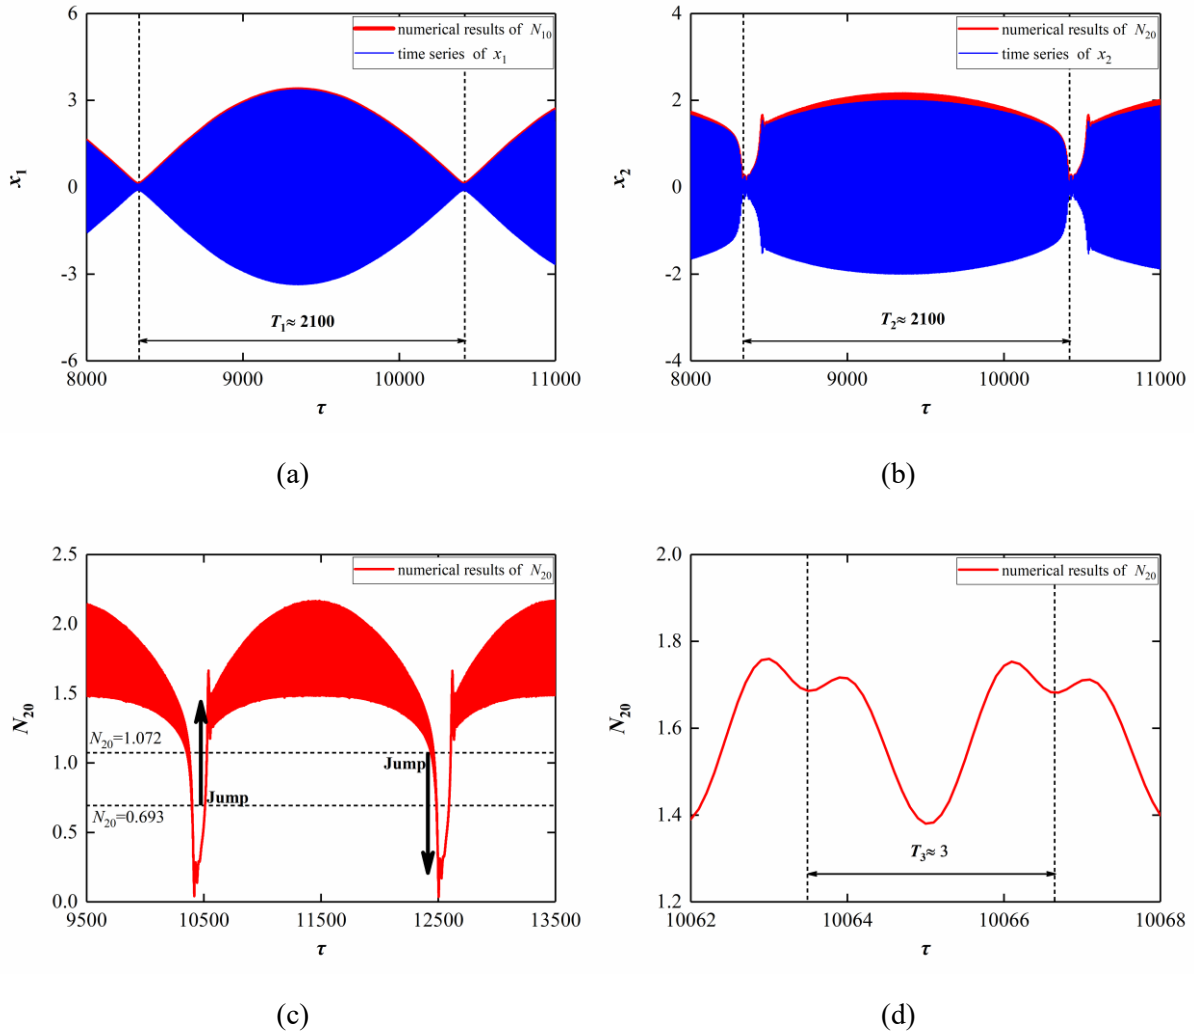 numerical results of N10
time series of x1
x1
6
3
0
-3
-6
T1≈ 2100
8000 9000 10000 11000
τ
(a)
numerical results of N20
time series of x2
x2
4
2
0
-2
-4
T2≈ 2100
8000 9000 10000 11000
τ
(b)
numerical results of N20
N20
2.5
2.0
1.5
1.0
0.5
0.0
N20=1.072
Jump
Jump
N20=0.693
9500 10500 11500 12500 13500
τ
(c)
numerical results of N20
N20
2.0
1.8
1.6
1.4
1.2
T3≈ 3
10062 10064 10066 10068
τ
(d)